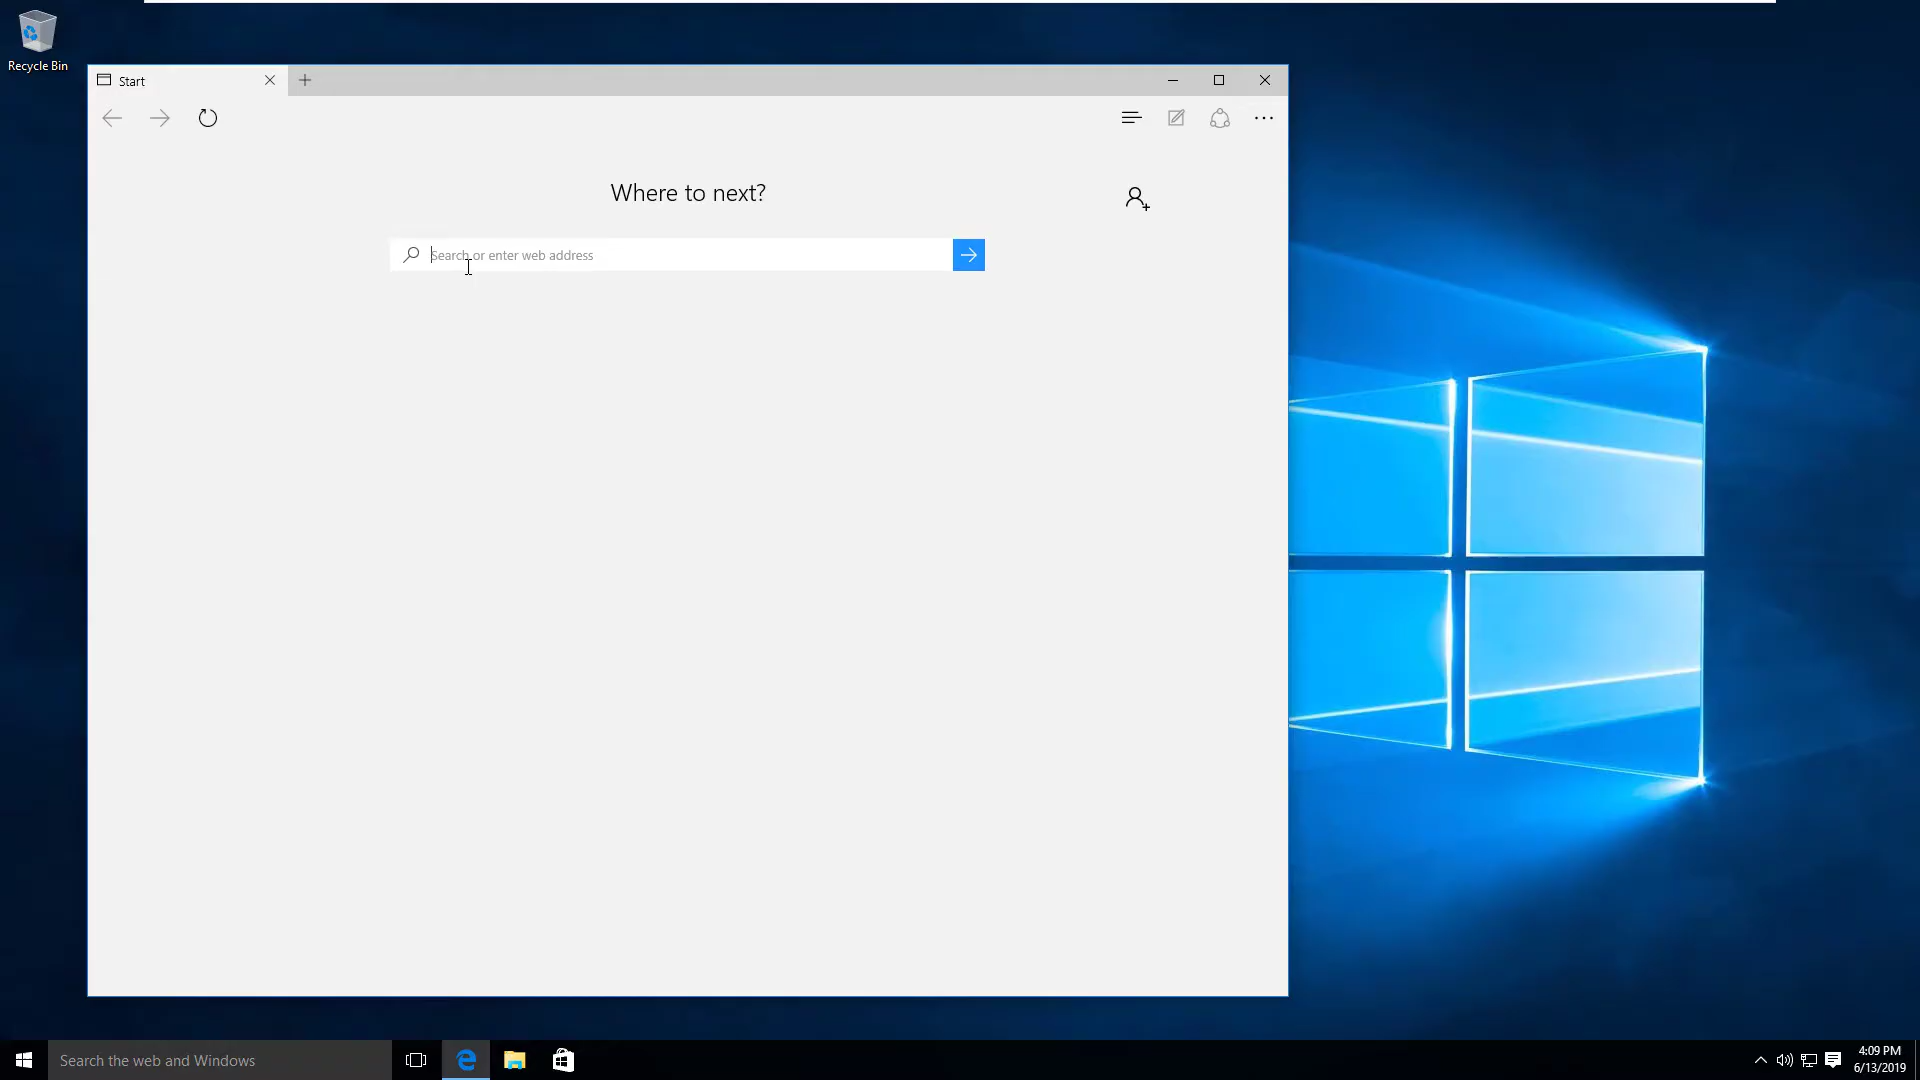 Recycle Bin
Start
Where to next?
Search or enter web address
Search the web and Windows
4:09 PM
6/13/2019